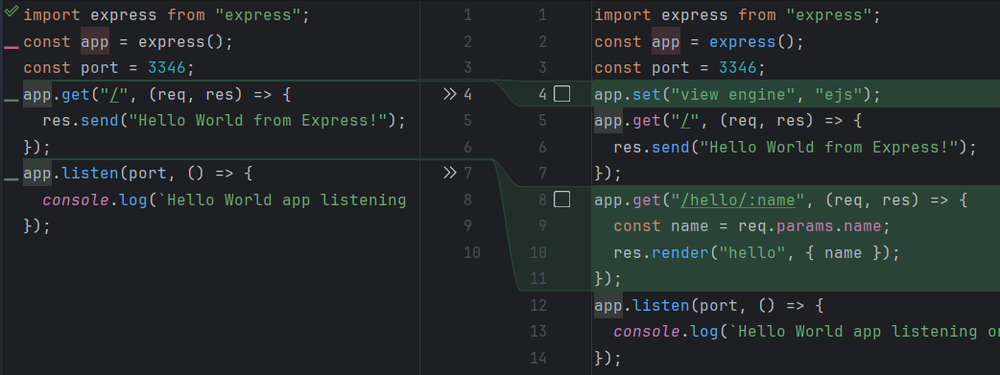 import express from "express";
const app = express();
const port = 3346;
app.get("/", (req, res) => {
  res.send("Hello World from Express!");
});
app.listen(port, () => {
  console.log(`Hello World app listening
});
1 1
2 2
3 3
>> 4 4
5 5
6 6
>> 7 7
8 8
9 9
10 10
11
12
13
14
import express from "express";
const app = express();
const port = 3346;
app.set("view engine", "ejs");
app.get("/", (req, res) => {
  res.send("Hello World from Express!");
});
app.get("/hello/:name", (req, res) => {
  const name = req.params.name;
  res.render("hello", { name });
});
app.listen(port, () => {
  console.log(`Hello World app listening
});